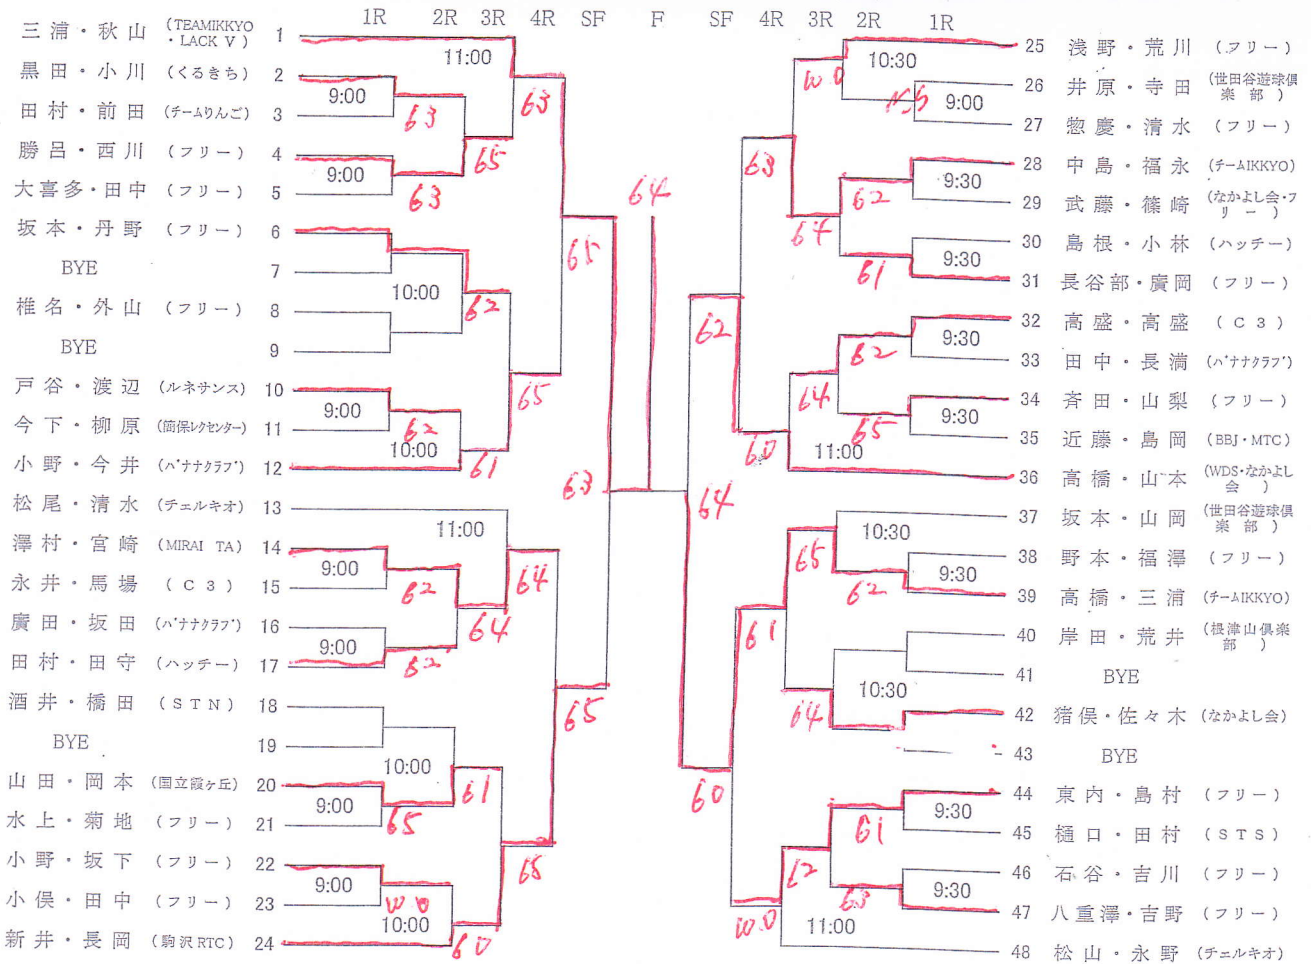 1R 2R 3R 4R SF F SF 4R 3R 2R 1R
三浦・秋山 (TEAMIKKYO・LACK V) 1
黒田・小川 (くるきち) 2
田村・前田 (チームりんご) 3
勝呂・西川 (フリー) 4
大喜多・田中 (フリー) 5
坂本・丹野 (フリー) 6
BYE 7
椎名・外山 (フリー) 8
BYE 9
戸谷・渡辺 (ルネサンス) 10
今下・柳原 11
小野・今井 (バナナクラブ) 12
松尾・清水 (チェルキオ) 13
澤村・宮崎 (MIRAI TA) 14
永井・馬場 (C3) 15
廣田・坂田 (バナナクラブ) 16
田村・田守 (ハッチー) 17
酒井・橋田 (STN) 18
BYE 19
山田・岡本 (国立霞ヶ丘) 20
水上・菊地 (フリー) 21
小野・坂下 (フリー) 22
小俣・田中 (フリー) 23
新井・長岡 (駒沢RTC) 24
11:00
9:00
63
63
65
9:00
63
65
10:00
62
65
9:00
62
10:00
61
63
11:00
9:00
62
64
64
9:00
62
65
10:00
61
9:00
65
65
9:00
W0
10:00
60
64
25 浅野・荒川 (フリー)
26 井原・寺田 (世田谷遊球倶楽部)
27 惣慶・清水 (フリー)
28 中島・福永 (チームIKKYO)
29 武藤・篠崎 (なかよし会・フリー)
30 島根・小林 (ハッチー)
31 長谷部・廣岡 (フリー)
32 高盛・高盛 (C3)
33 田中・長満 (バナナクラブ)
34 斉田・山梨 (フリー)
35 近藤・島岡 (BBJ・MTC)
36 高橋・山本 (WDS・なかよし会)
37 坂本・山岡 (世田谷遊球倶楽部)
38 野本・福澤 (フリー)
39 高橋・三浦 (チームIKKYO)
40 岸田・荒井 (根津山倶楽部)
41 BYE
42 猪俣・佐々木 (なかよし会)
43 BYE
44 東内・島村 (フリー)
45 樋口・田村 (STS)
46 石谷・吉川 (フリー)
47 八重澤・吉野 (フリー)
48 松山・永野 (チェルキオ)
10:30
W0
NS
9:00
63
9:30
62
64
9:30
61
62
9:30
62
64
9:30
65
60
11:00
64
10:30
65
9:30
62
61
10:30
64
60
9:30
61
62
9:30
63
W0
11:00